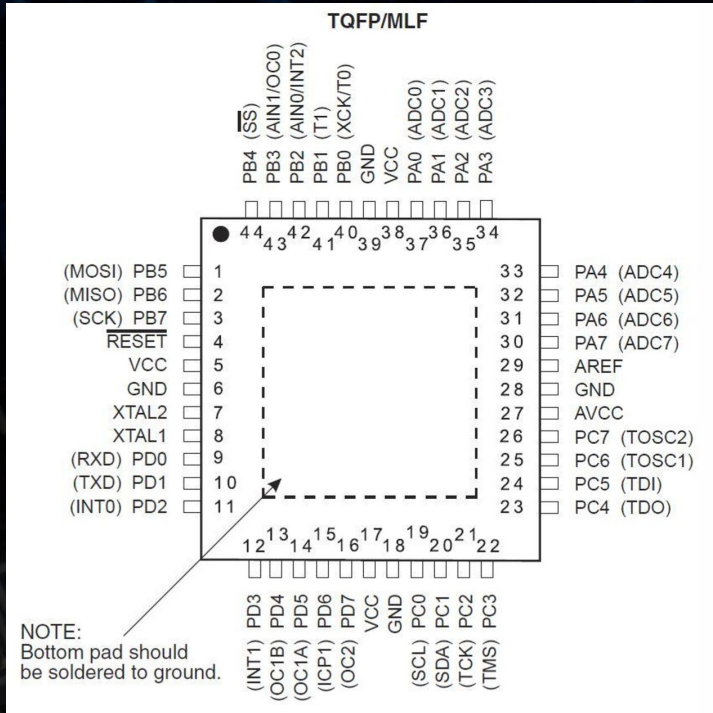 TQFP/MLF
PB4 (SS)
PB3 (AIN1/OC0)
PB2 (AIN0/INT2)
PB1 (T1)
PB0 (XCK/T0)
GND
VCC
PA0 (ADC0)
PA1 (ADC1)
PA2 (ADC2)
PA3 (ADC3)
44 43 42 41 40 39 38 37 36 35 34
(MOSI) PB5 1
(MISO) PB6 2
(SCK) PB7 3
RESET 4
VCC 5
GND 6
XTAL2 7
XTAL1 8
(RXD) PD0 9
(TXD) PD1 10
(INT0) PD2 11
33 PA4 (ADC4)
32 PA5 (ADC5)
31 PA6 (ADC6)
30 PA7 (ADC7)
29 AREF
28 GND
27 AVCC
26 PC7 (TOSC2)
25 PC6 (TOSC1)
24 PC5 (TDI)
23 PC4 (TDO)
12 13 14 15 16 17 18 19 20 21 22
(INT1) PD3
(OC1B) PD4
(OC1A) PD5
(ICP1) PD6
(OC2) PD7
VCC
GND
(SCL) PC0
(SDA) PC1
(TCK) PC2
(TMS) PC3
NOTE:
Bottom pad should
be soldered to ground.